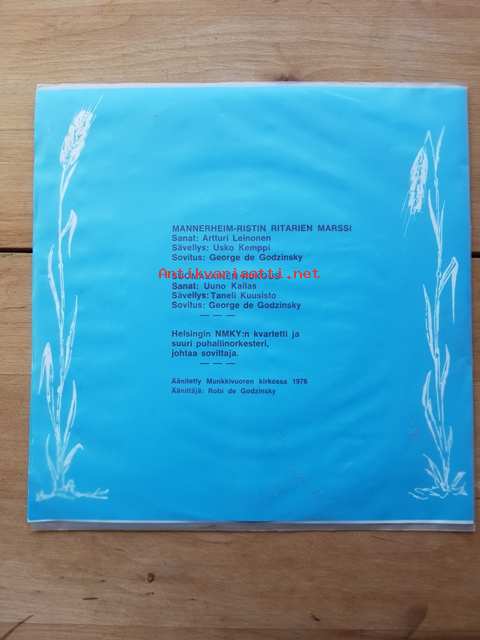 MANNERHEIM-RISTIN RITARIEN MARSSI
Sanat: Artturi Leinonen
Sävellys: Usko Kemppi
Sovitus: George de Godzinsky
Antikvariaatti.net
SUOMALAINEN RUKOUS
Sanat: Uuno Kailas
Sävellys: Taneli Kuusisto
Sovitus: George de Godzinsky
— — —
Helsingin NMKY:n kvartetti ja
suuri puhallinorkesteri,
johtaa sovittaja.
— — —
Äänitetty Munkkivuoren kirkossa 1978
Äänittäjä: Robi de Godzinsky